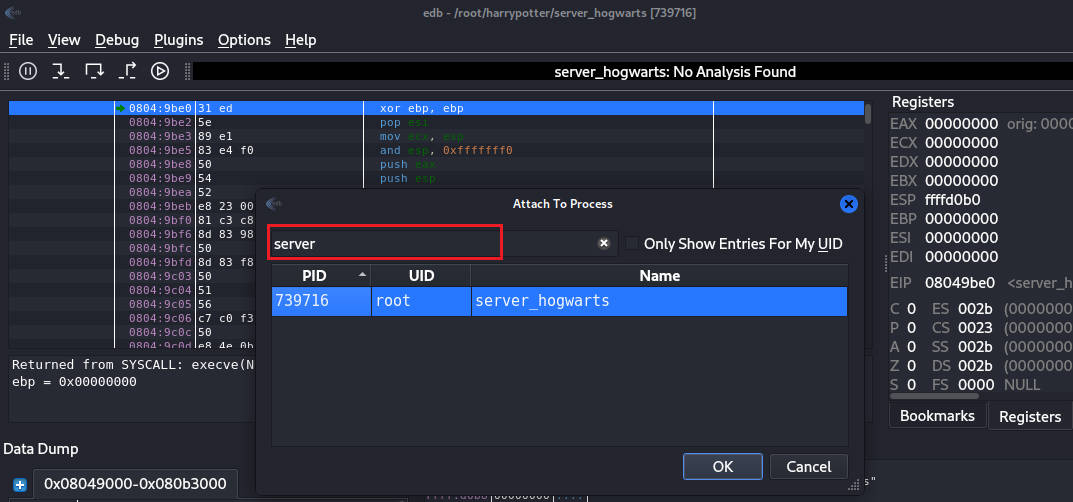 edb - /root/harrypotter/server_hogwarts [739716]
File View Debug Plugins Options Help
server_hogwarts: No Analysis Found
0804:9be0 31 ed xor ebp, ebp
0804:9be2 5e pop esi
0804:9be3 89 e1 mov ecx, esp
0804:9be5 83 e4 f0 and esp, 0xfffffff0
0804:9be8 50 push eax
0804:9be9 54 push esp
0804:9bea 52
0804:9beb e8 23 00
0804:9bf0 81 c3 c8
0804:9bf6 8d 83 98
0804:9bfc 50
0804:9bfd 8d 83 f8
0804:9c03 50
0804:9c04 51
0804:9c05 56
0804:9c06 c7 c0 f3
0804:9c0c 50
0804:9c0d e8 4e 0b
Returned from SYSCALL: execve(N
ebp = 0x00000000
Registers
EAX 00000000 orig: 0000
ECX 00000000
EDX 00000000
EBX 00000000
ESP ffffd0b0
EBP 00000000
ESI 00000000
EDI 00000000
EIP 08049be0 <server_h
C 0 ES 002b (0000000
P 0 CS 0023 (0000000
A 0 SS 002b (0000000
Z 0 DS 002b (0000000
S 0 FS 0000 NULL
Bookmarks Registers
edb
Attach To Process
server
Only Show Entries For My UID
PID UID Name
739716 root server_hogwarts
OK Cancel
Data Dump
0x08049000-0x080b3000